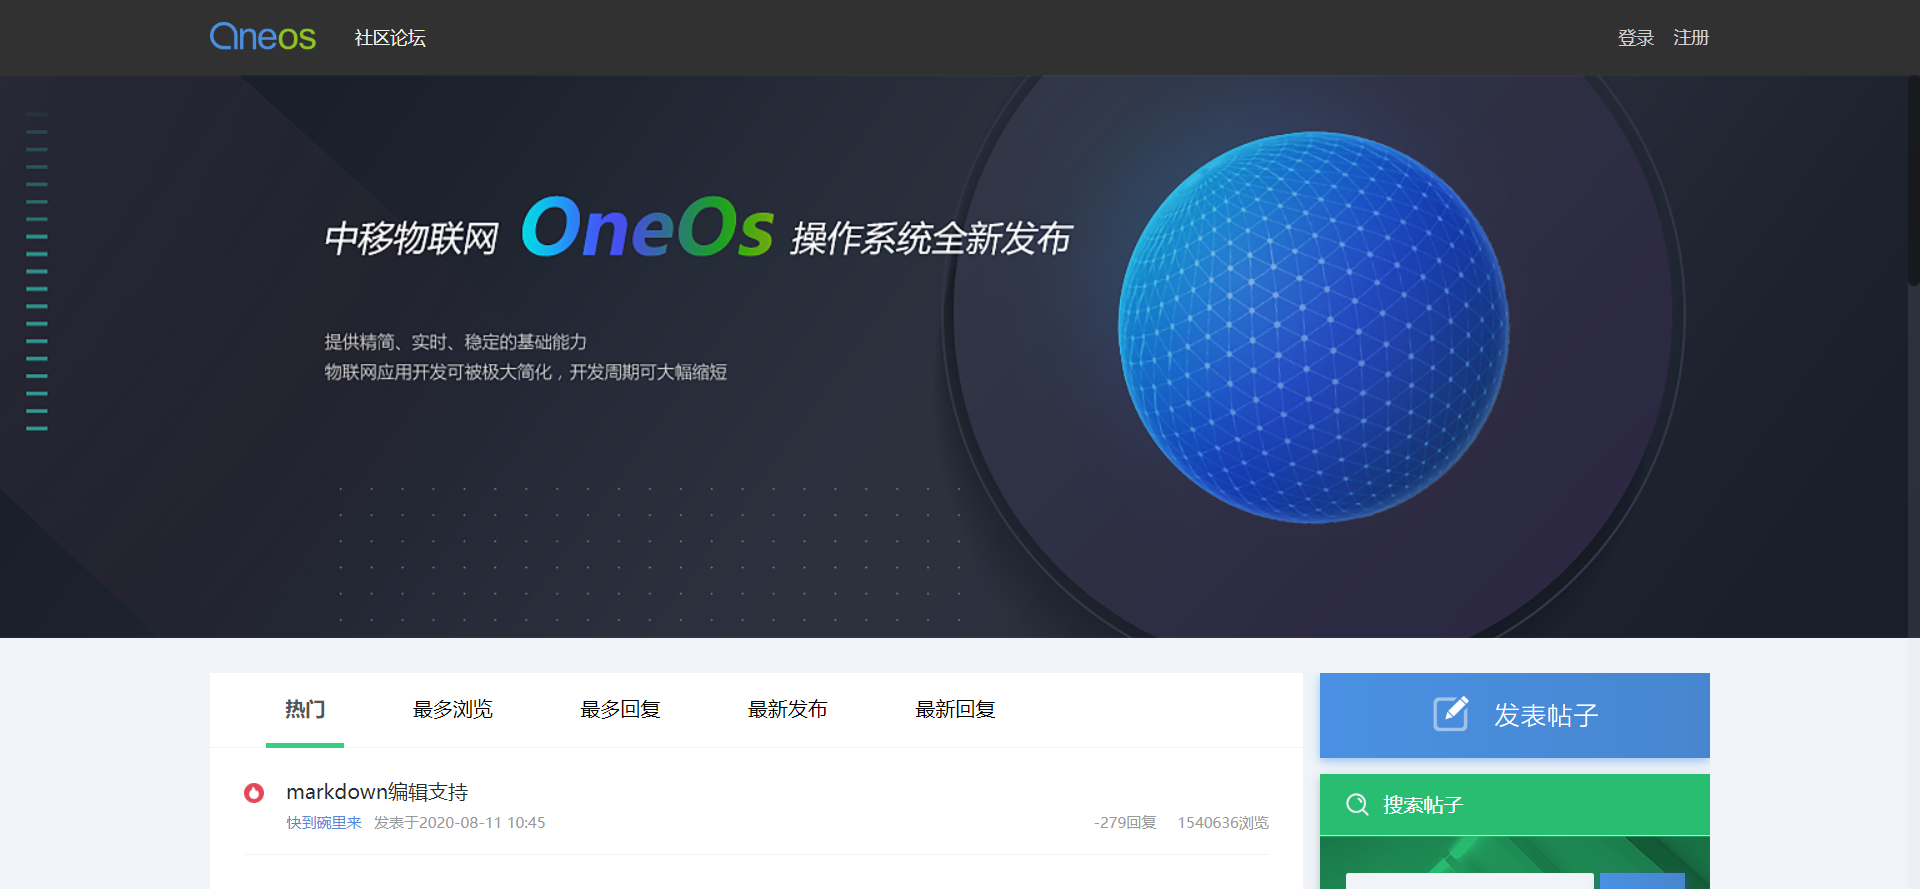 Oneos 社区论坛 登录 注册
中移物联网 OneOs 操作系统全新发布
提供精简、实时、稳定的基础能力
物联网应用开发可被极大简化，开发周期可大幅缩短
热门 最多浏览 最多回复 最新发布 最新回复
发表帖子
markdown编辑支持
快到碗里来 发表于2020-08-11 10:45 -279回复 1540636浏览
搜索帖子